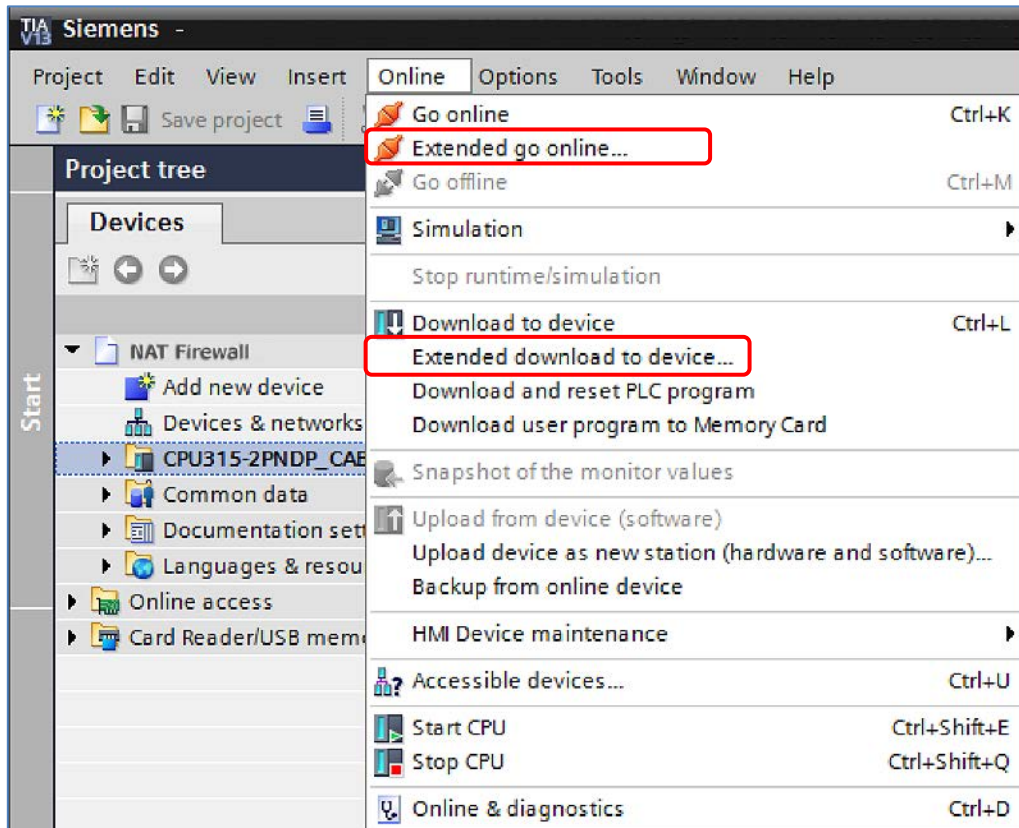 TIA V13 Siemens -
Project Edit View Insert Online Options Tools Window Help
Save project
Start
Project tree
Devices
NAT Firewall
Add new device
Devices & networks
CPU315-2PNDP_CAB
Common data
Documentation sett
Languages & resou
Online access
Card Reader/USB mem
Go online Ctrl+K
Extended go online...
Go offline Ctrl+M
Simulation
Stop runtime/simulation
Download to device Ctrl+L
Extended download to device...
Download and reset PLC program
Download user program to Memory Card
Snapshot of the monitor values
Upload from device (software)
Upload device as new station (hardware and software)...
Backup from online device
HMI Device maintenance
Accessible devices... Ctrl+U
Start CPU Ctrl+Shift+E
Stop CPU Ctrl+Shift+Q
Online & diagnostics Ctrl+D